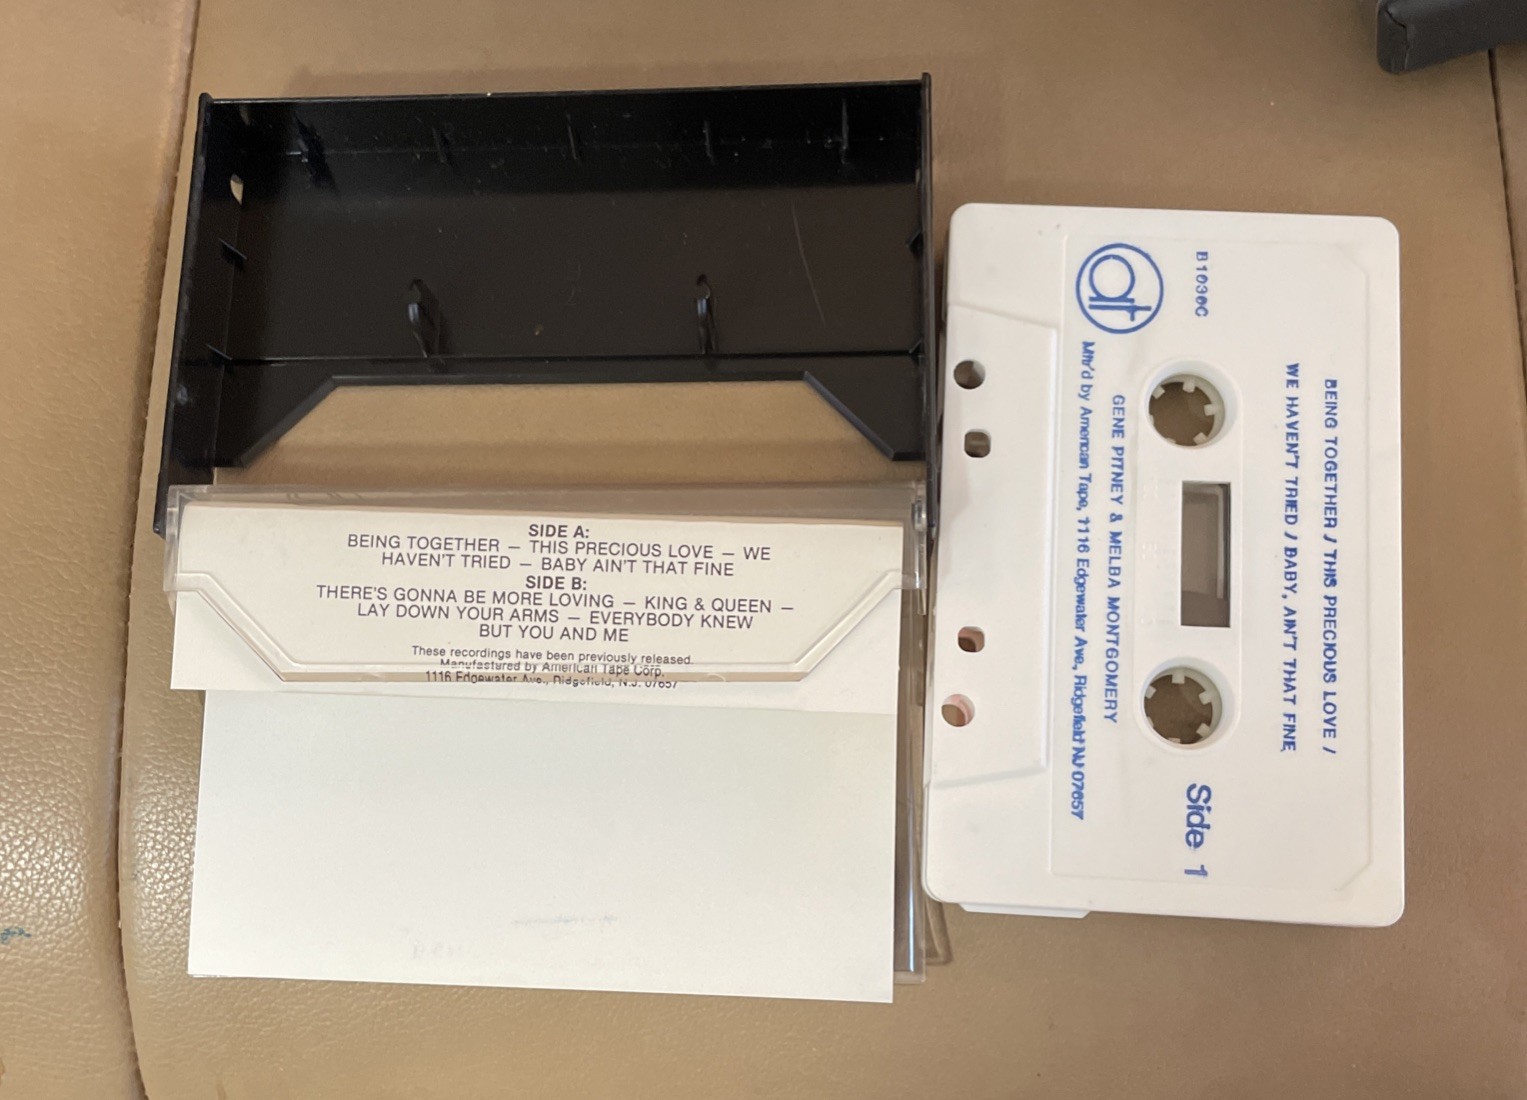 SIDE A:
BEING TOGETHER — THIS PRECIOUS LOVE — WE
HAVEN'T TRIED — BABY AIN'T THAT FINE
SIDE B:
THERE'S GONNA BE MORE LOVING — KING & QUEEN —
LAY DOWN YOUR ARMS — EVERYBODY KNEW
BUT YOU AND ME
These recordings have been previously released.
Manufactured by American Tape Corp.
1116 Edgewater Ave., Ridgefield, N.J. 07657
BEING TOGETHER / THIS PRECIOUS LOVE /
WE HAVEN'T TRIED / BABY, AIN'T THAT FINE
B1036C
Side 1
at
GENE PITNEY & MELBA MONTGOMERY
Mfr'd by American Tape, 1116 Edgewater Ave., Ridgefield NJ 07657